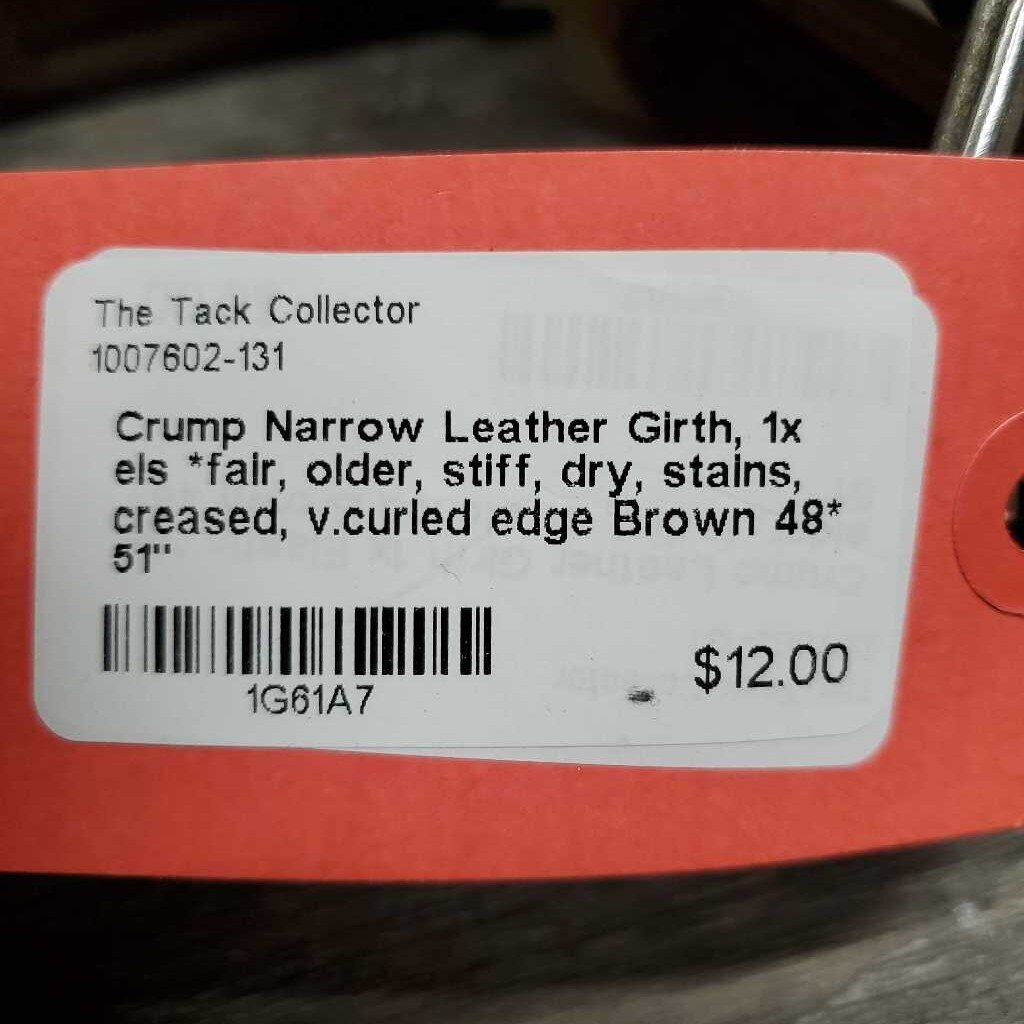 The Tack Collector
1007602-131
Crump Narrow Leather Girth, 1x
els *fair, older, stiff, dry, stains,
creased, v.curled edge Brown 48*
51"
1G61A7
$12.00